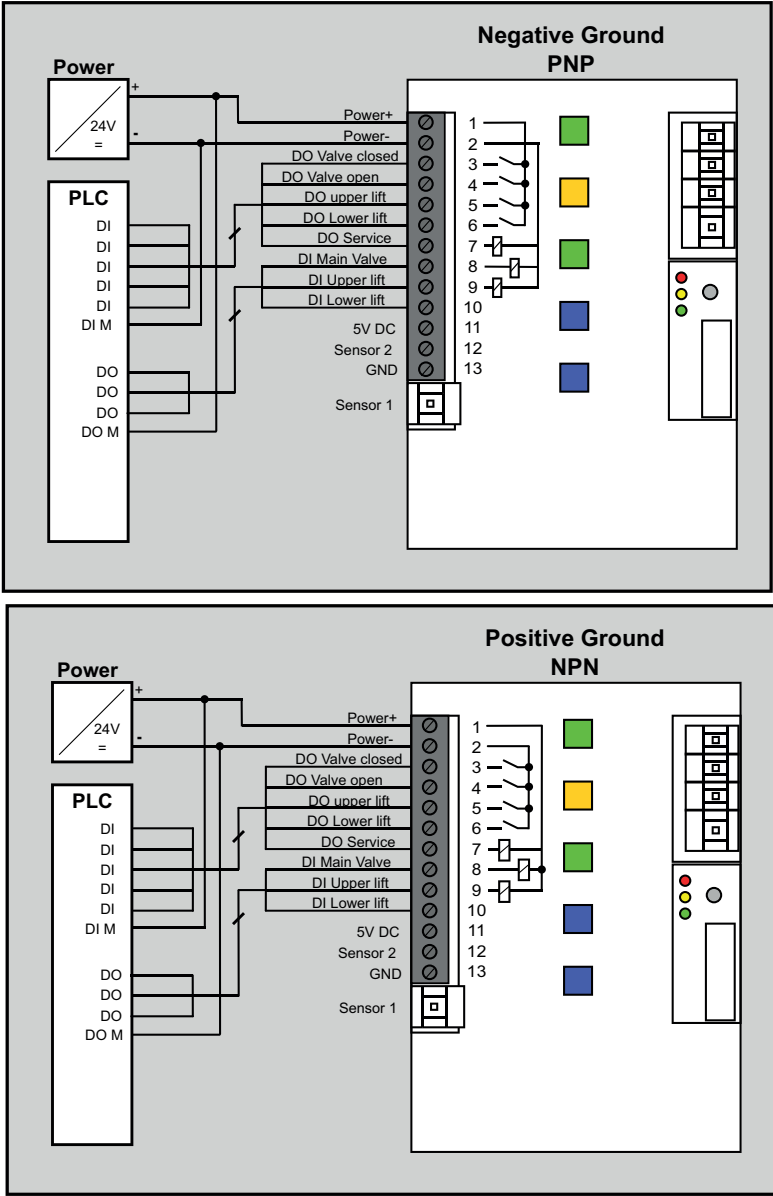 Negative Ground
PNP
Power
+
24V
=
-
PLC
DI
DI
DI
DI
DI
DI M
DO
DO
DO
DO M
Power+
Power-
DO Valve closed
DO Valve open
DO upper lift
DO Lower lift
DO Service
DI Main Valve
DI Upper lift
DI Lower lift
5V DC
Sensor 2
GND
Sensor 1
1
2
3
4
5
6
7
8
9
10
11
12
13
Positive Ground
NPN
Power
+
24V
=
-
PLC
DI
DI
DI
DI
DI
DI M
DO
DO
DO
DO M
Power+
Power-
DO Valve closed
DO Valve open
DO upper lift
DO Lower lift
DO Service
DI Main Valve
DI Upper lift
DI Lower lift
5V DC
Sensor 2
GND
Sensor 1
1
2
3
4
5
6
7
8
9
10
11
12
13